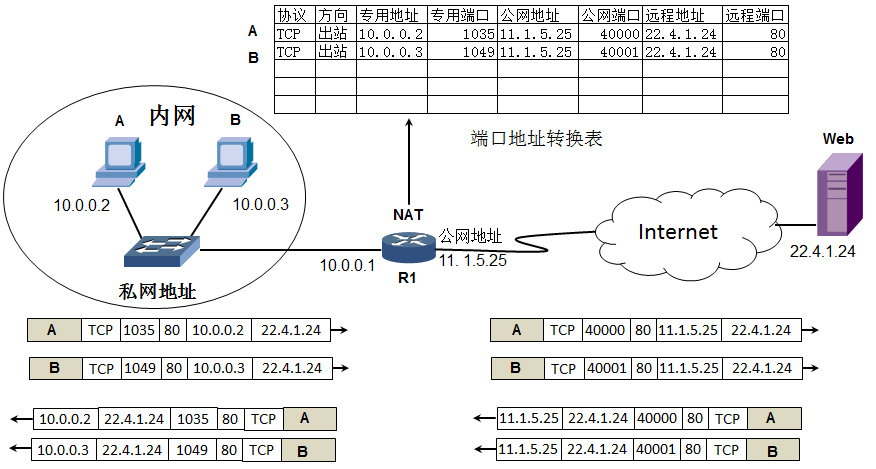 协议 方向 专用地址 专用端口 公网地址 公网端口 远程地址 远程端口
A TCP 出站 10.0.0.2 1035 11.1.5.25 40000 22.4.1.24 80
B TCP 出站 10.0.0.3 1049 11.1.5.25 40001 22.4.1.24 80
端口地址转换表
内网
A
B
10.0.0.2
10.0.0.3
私网地址
10.0.0.1
NAT
R1
公网地址
11. 1.5.25
Internet
Web
22.4.1.24
A TCP 1035 80 10.0.0.2 22.4.1.24
B TCP 1049 80 10.0.0.3 22.4.1.24
10.0.0.2 22.4.1.24 1035 80 TCP A
10.0.0.3 22.4.1.24 1049 80 TCP B
A TCP 40000 80 11.1.5.25 22.4.1.24
B TCP 40001 80 11.1.5.25 22.4.1.24
11.1.5.25 22.4.1.24 40000 80 TCP A
11.1.5.25 22.4.1.24 40001 80 TCP B